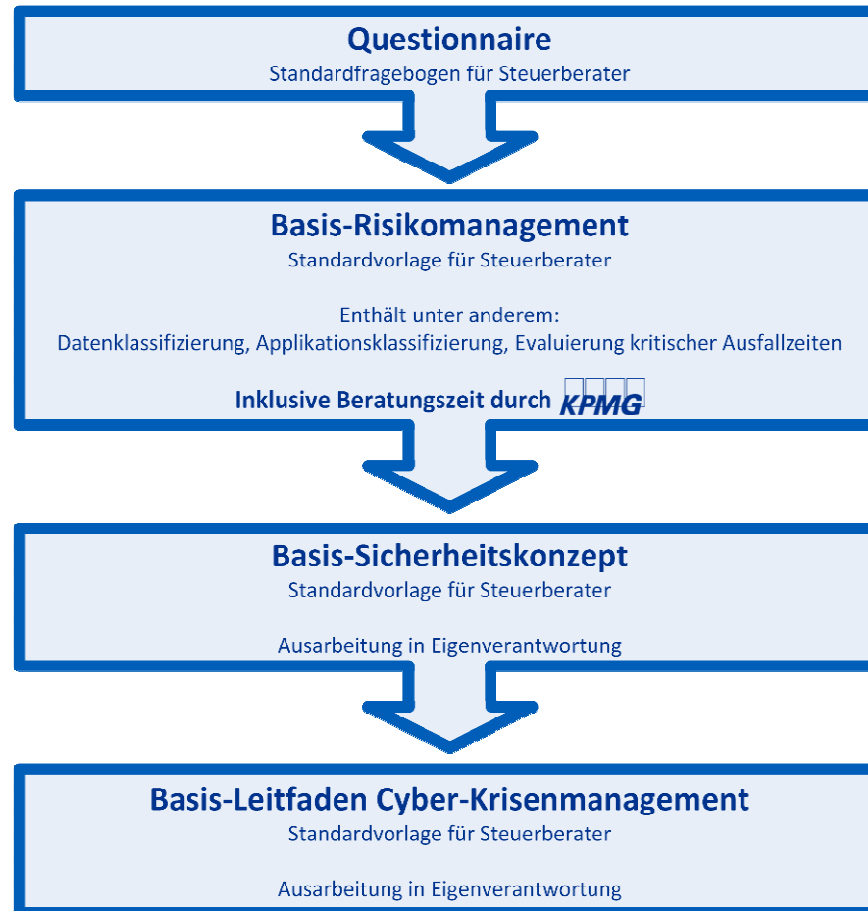 Questionnaire
Standardfragebogen für Steuerberater
Basis-Risikomanagement
Standardvorlage für Steuerberater
Enthält unter anderem:
Datenklassifizierung, Applikationsklassifizierung, Evaluierung kritischer Ausfallzeiten
Inklusive Beratungszeit durch KPMG
Basis-Sicherheitskonzept
Standardvorlage für Steuerberater
Ausarbeitung in Eigenverantwortung
Basis-Leitfaden Cyber-Krisenmanagement
Standardvorlage für Steuerberater
Ausarbeitung in Eigenverantwortung